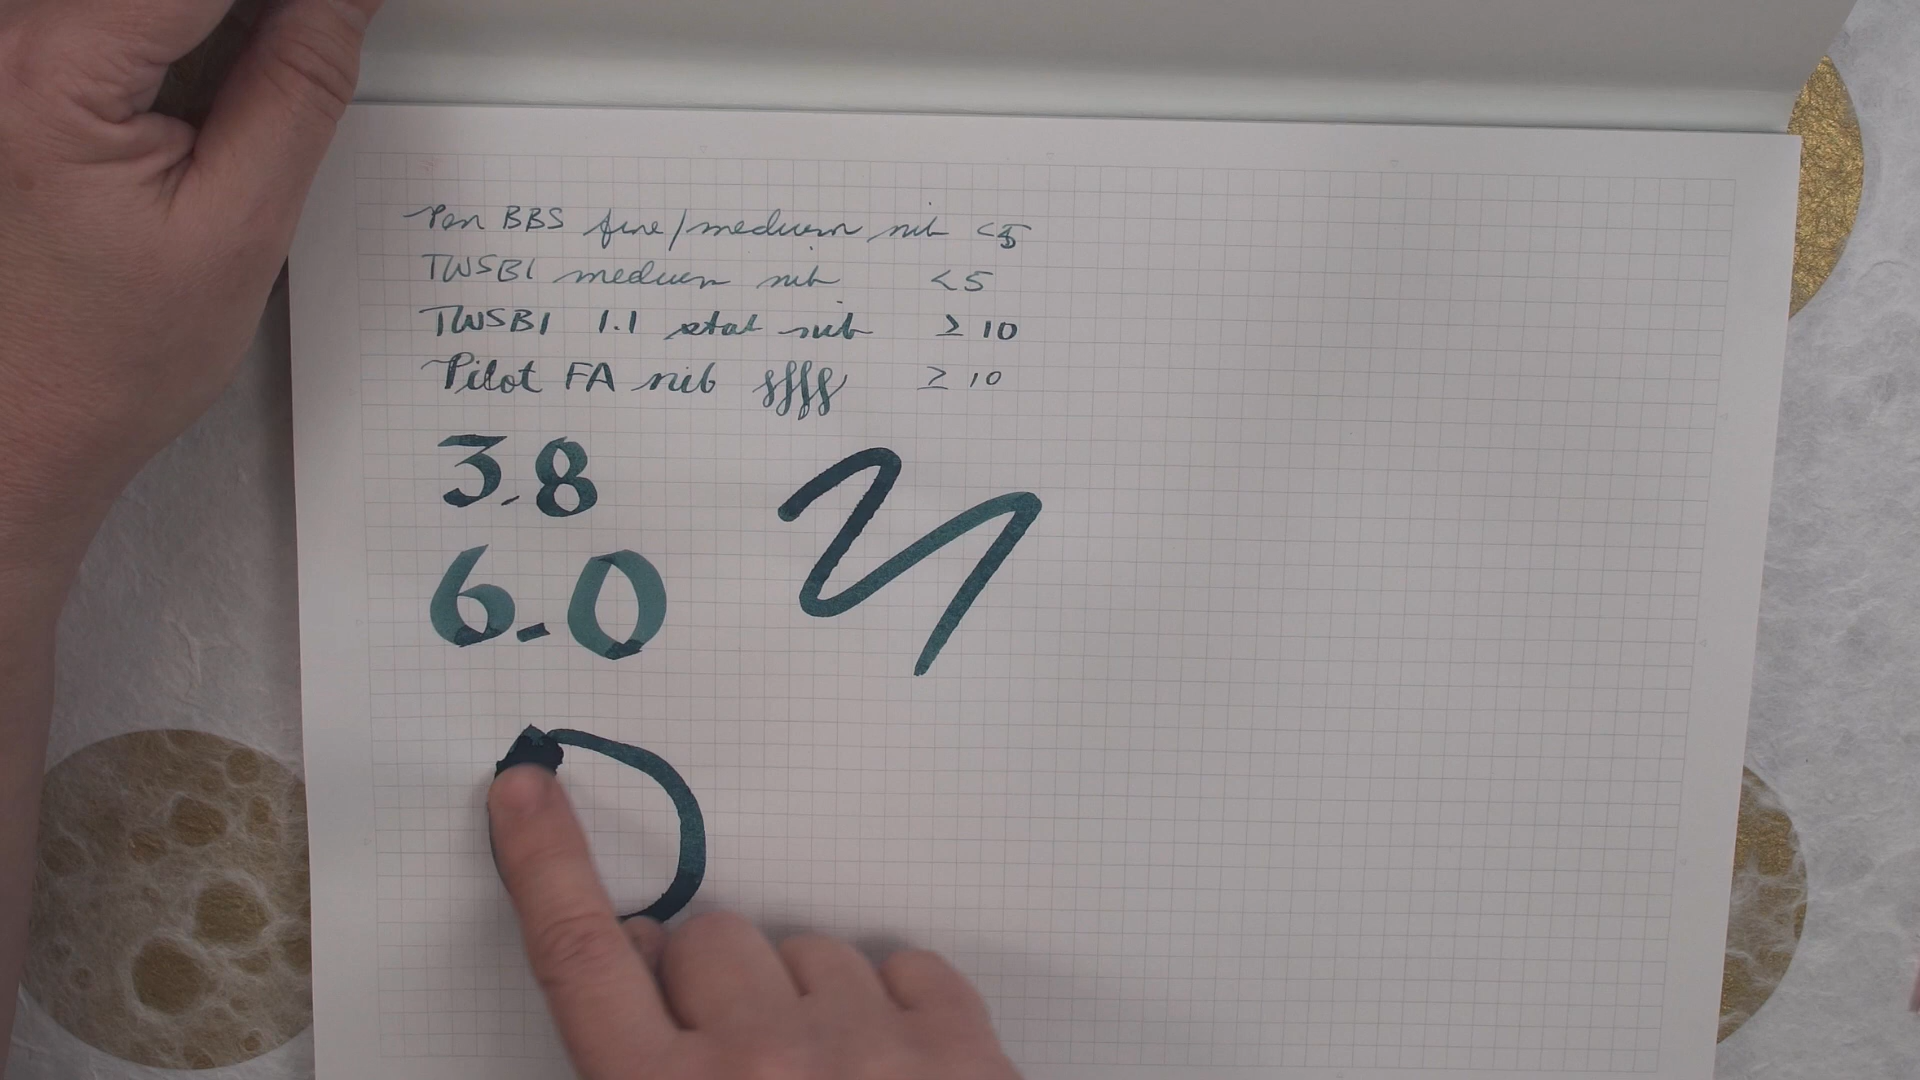 Pen BBS fine/medium nib <5
TWSBI medium nib <5
TWSBI 1.1 stub nib ≥ 10
Pilot FA nib ≥ 10
3.8
6.0